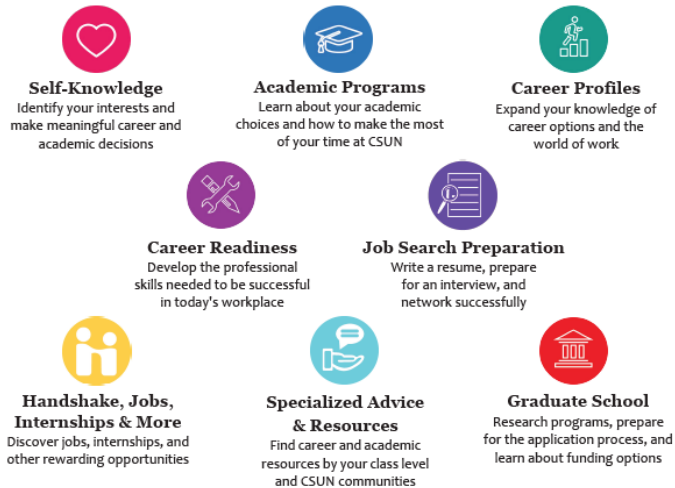 Self-Knowledge
Identify your interests and
make meaningful career and
academic decisions
Academic Programs
Learn about your academic
choices and how to make the most
of your time at CSUN
Career Profiles
Expand your knowledge of
career options and the
world of work
Career Readiness
Develop the professional
skills needed to be successful
in today's workplace
Job Search Preparation
Write a resume, prepare
for an interview, and
network successfully
Handshake, Jobs,
Internships & More
Discover jobs, internships, and
other rewarding opportunities
Specialized Advice
& Resources
Find career and academic
resources by your class level
and CSUN communities
Graduate School
Research programs, prepare
for the application process, and
learn about funding options